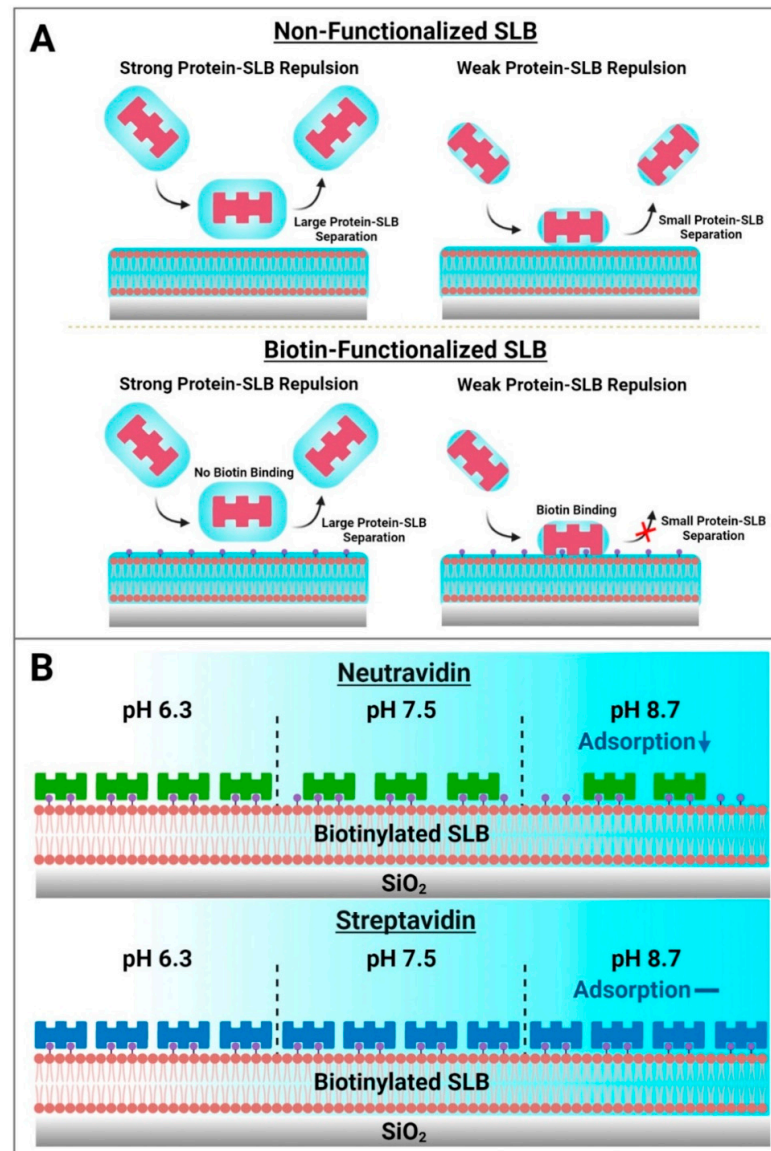 A
Non-Functionalized SLB
Strong Protein-SLB Repulsion
Weak Protein-SLB Repulsion
Large Protein-SLB
Separation
Small Protein-SLB
Separation
Biotin-Functionalized SLB
Strong Protein-SLB Repulsion
Weak Protein-SLB Repulsion
No Biotin Binding
Large Protein-SLB
Separation
Biotin Binding
Small Protein-SLB
Separation
B
Neutravidin
pH 6.3
pH 7.5
pH 8.7
Adsorption↓
Biotinylated SLB
SiO₂
Streptavidin
pH 6.3
pH 7.5
pH 8.7
Adsorption —
Biotinylated SLB
SiO₂